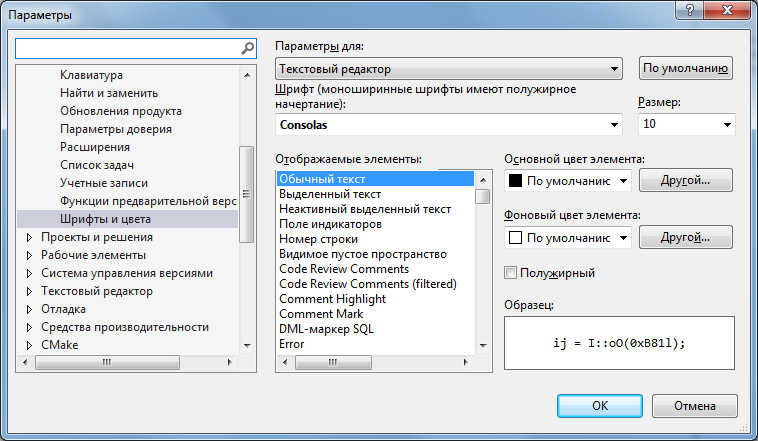 Параметры
Клавиатура
Найти и заменить
Обновления продукта
Параметры доверия
Расширения
Список задач
Учетные записи
Функции предварительной верс
Шрифты и цвета
Проекты и решения
Рабочие элементы
Система управления версиями
Текстовый редактор
Отладка
Средства производительности
CMake
Параметры для:
Текстовый редактор
По умолчанию
Шрифт (моноширинные шрифты имеют полужирное
начертание):
Размер:
Consolas
10
Отображаемые элементы:
Обычный текст
Выделенный текст
Неактивный выделенный текст
Поле индикаторов
Номер строки
Видимое пустое пространство
Code Review Comments
Code Review Comments (filtered)
Comment Highlight
Comment Mark
DML-маркер SQL
Error
Основной цвет элемента:
По умолчанию
Другой...
Фоновый цвет элемента:
По умолчанию
Другой...
Полужирный
Образец:
ij = I::oO(0xB81l);
OK
Отмена